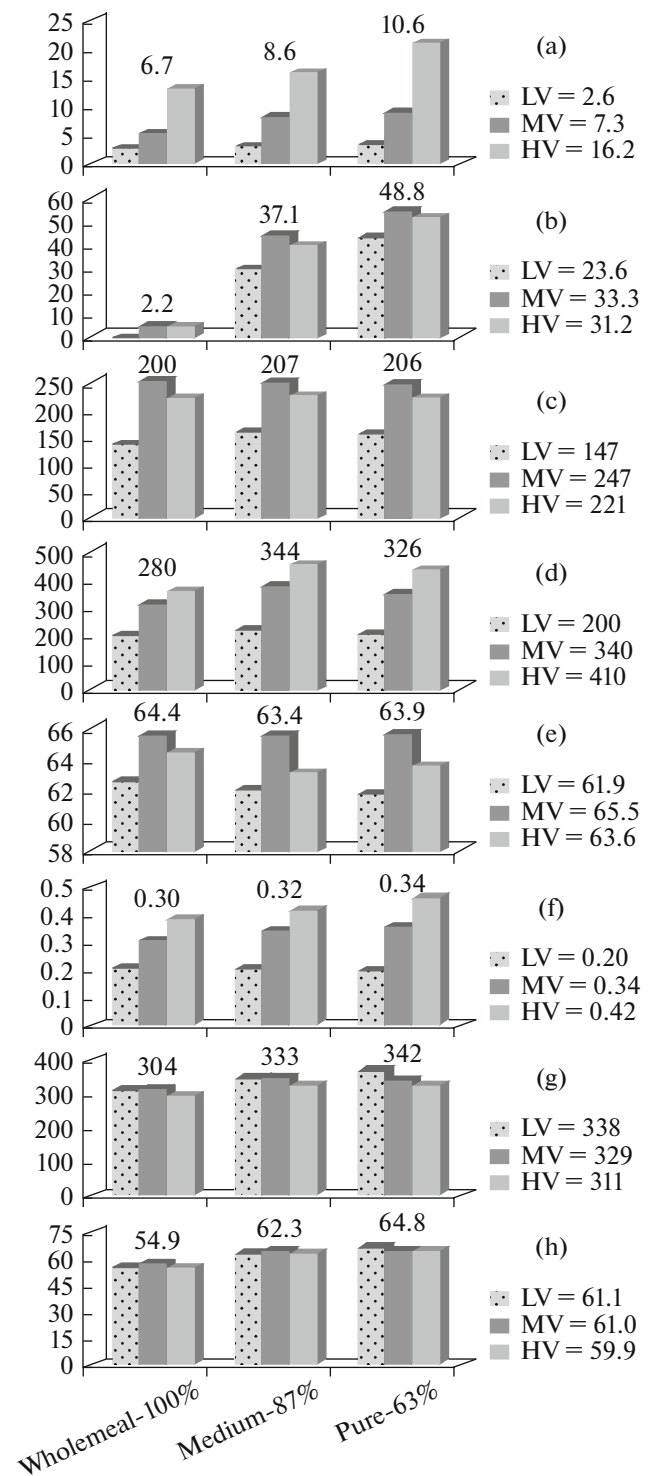 25
20
15
10
5
0
6.7
8.6
10.6
(a)
LV = 2.6
MV = 7.3
HV = 16.2
60
50
40
30
20
10
0
2.2
37.1
48.8
(b)
LV = 23.6
MV = 33.3
HV = 31.2
250
200
150
100
50
0
200
207
206
(c)
LV = 147
MV = 247
HV = 221
500
400
300
200
100
0
280
344
326
(d)
LV = 200
MV = 340
HV = 410
66
64
62
60
58
64.4
63.4
63.9
(e)
LV = 61.9
MV = 65.5
HV = 63.6
0.5
0.4
0.3
0.2
0.1
0
0.30
0.32
0.34
(f)
LV = 0.20
MV = 0.34
HV = 0.42
400
300
200
100
0
304
333
342
(g)
LV = 338
MV = 329
HV = 311
75
60
45
30
15
0
54.9
62.3
64.8
(h)
LV = 61.1
MV = 61.0
HV = 59.9
Wholemeal-100%
Medium-87%
Pure-63%